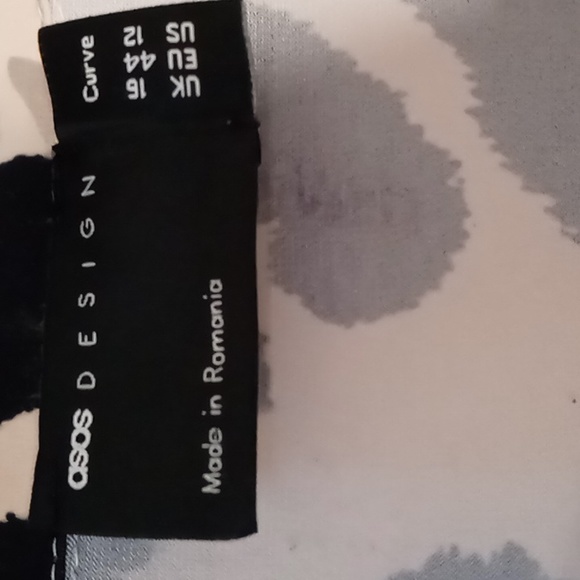 asos DESIGN
Made in Romania
Curve
UK EU US
16 44 12